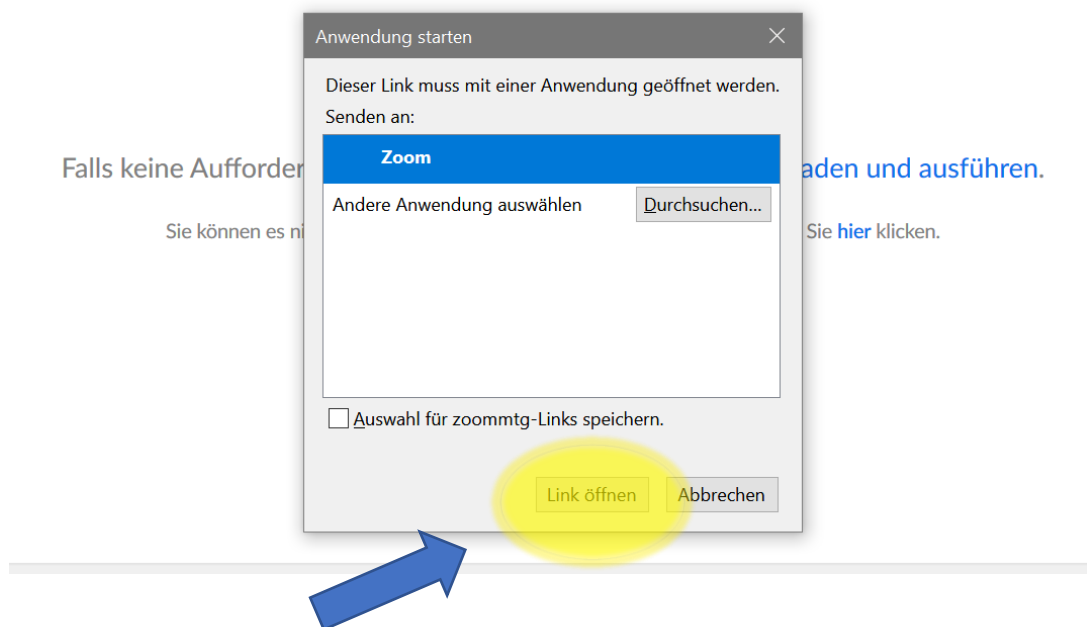 Anwendung starten
Dieser Link muss mit einer Anwendung geöffnet werden.
Senden an:
Zoom
Andere Anwendung auswählen Durchsuchen...
Falls keine Aufforder aden und ausführen.
Sie können es ni Sie hier klicken.
Auswahl für zoommtg-Links speichern.
Link öffnen Abbrechen